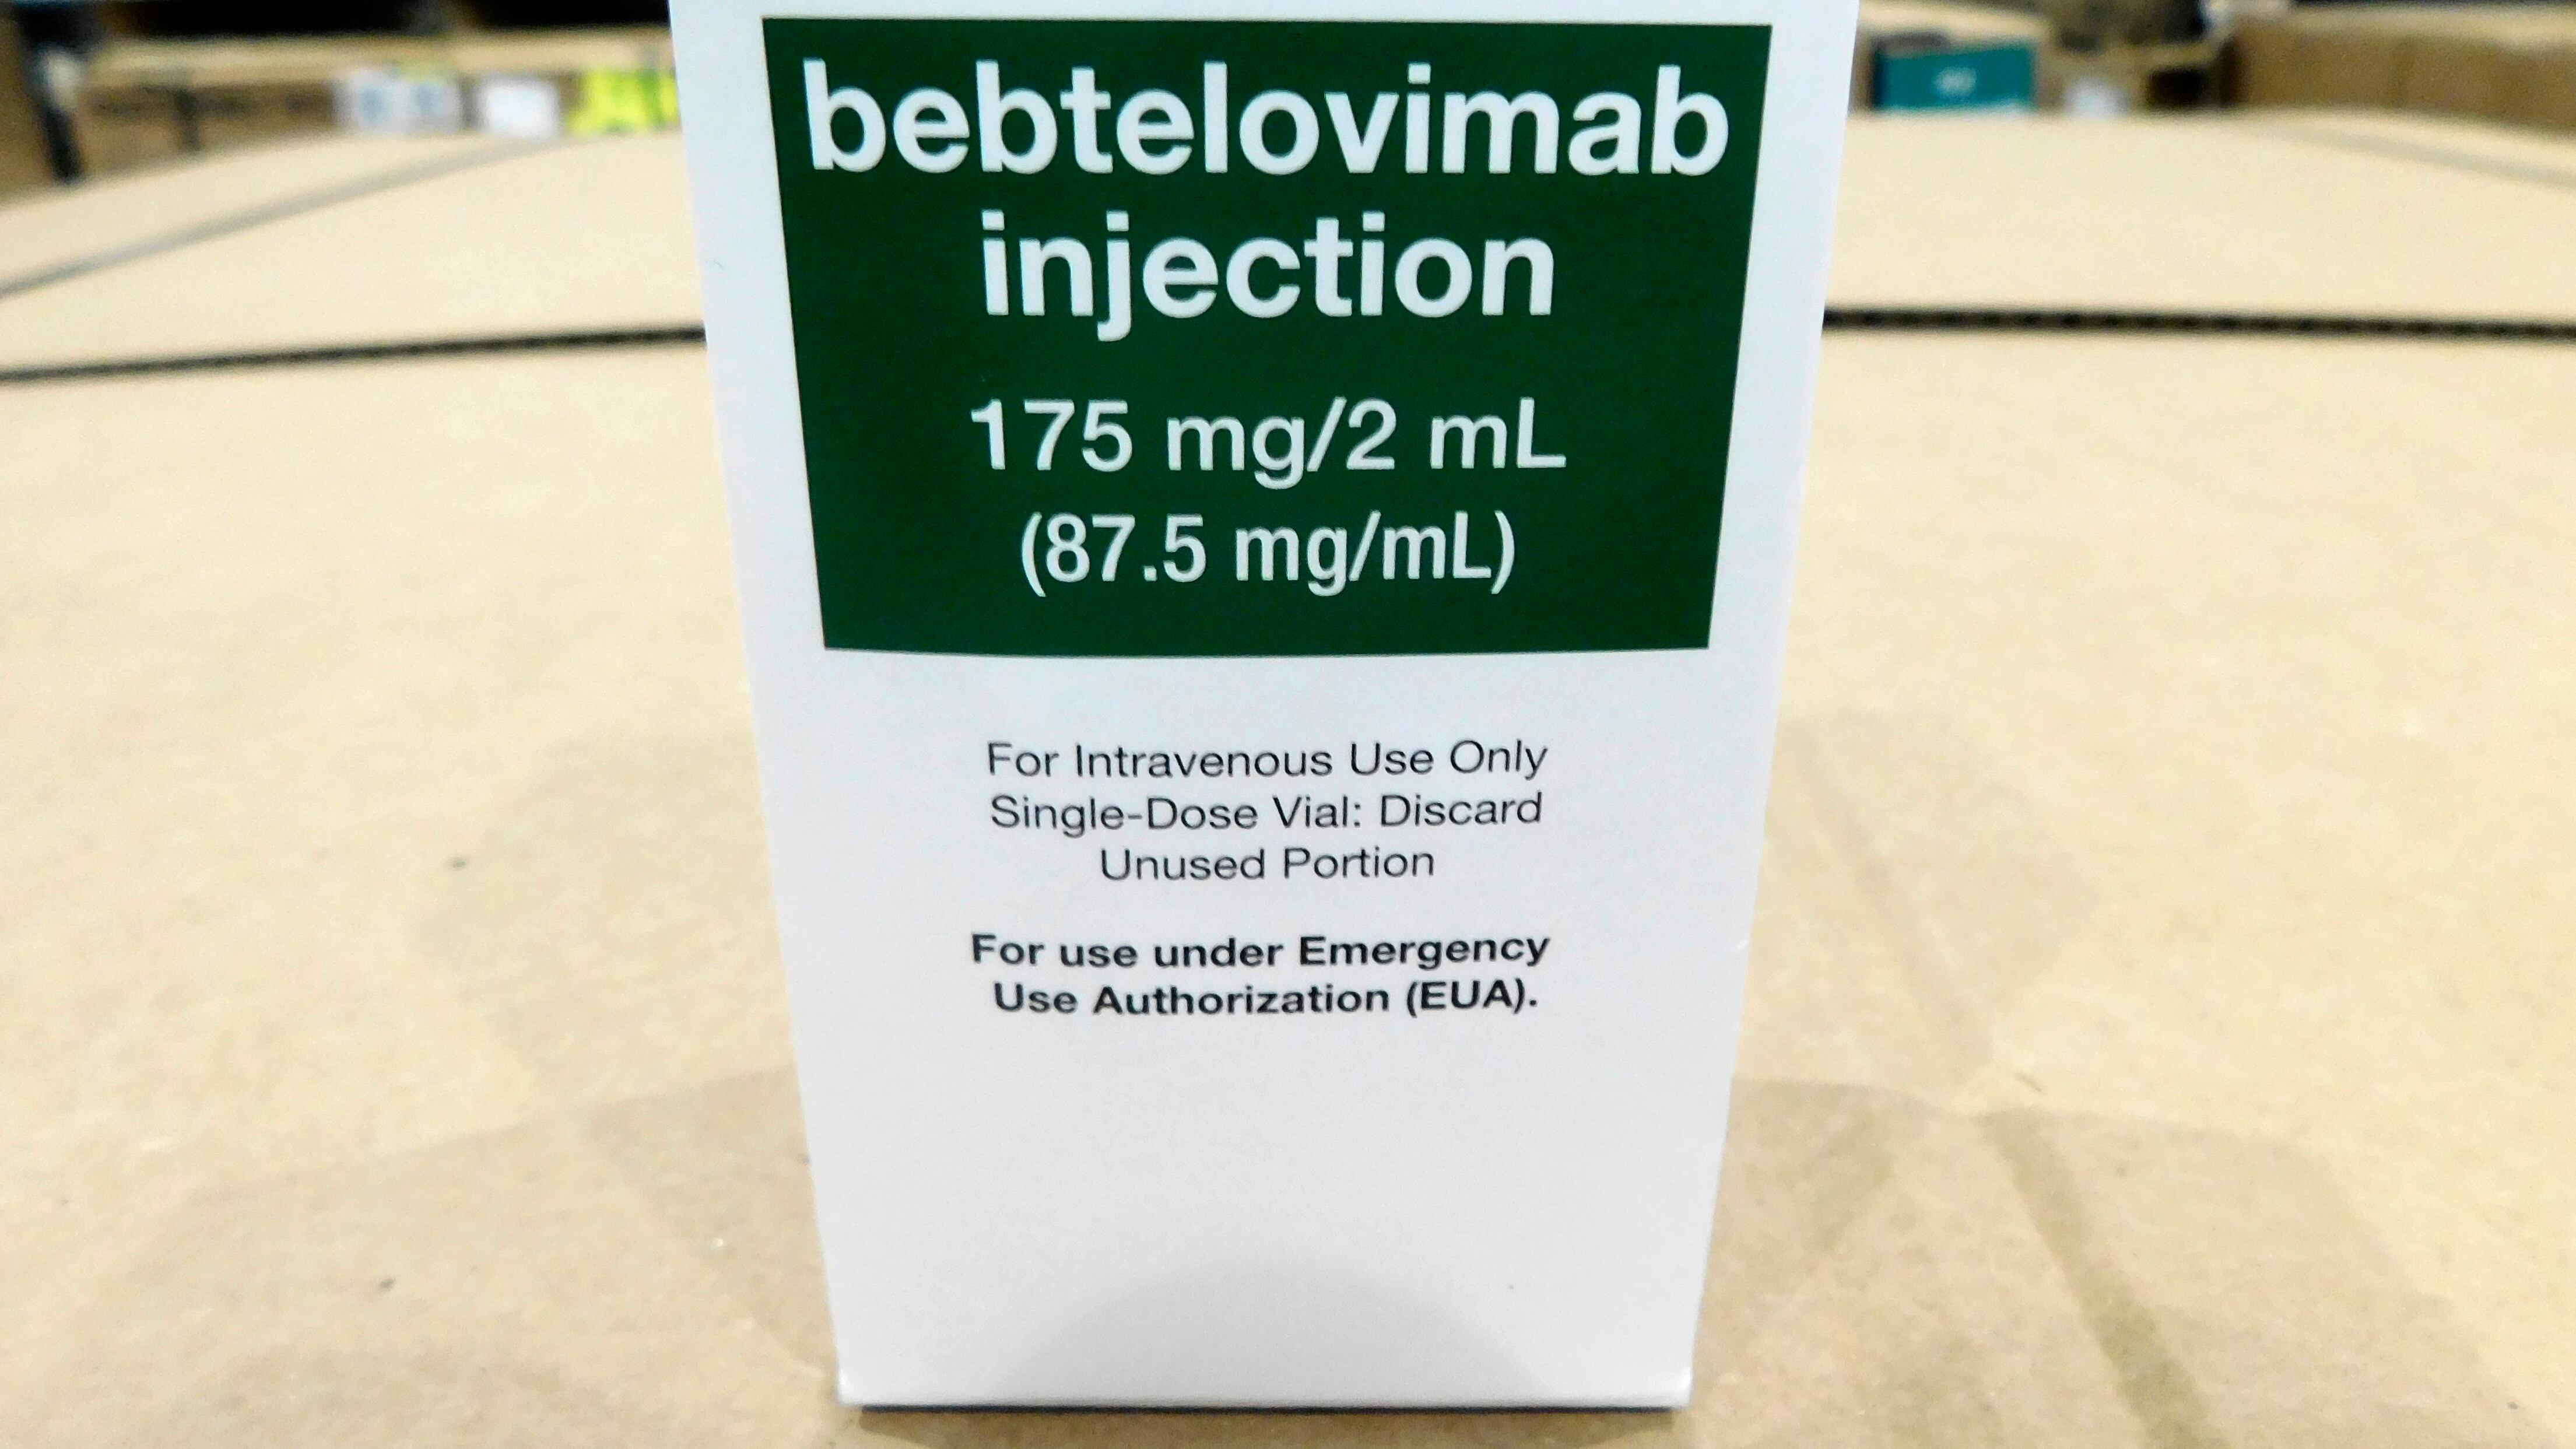 bebtelovimab
injection
175 mg/2 mL
(87.5 mg/mL)
For Intravenous Use Only
Single-Dose Vial: Discard
Unused Portion
For use under Emergency
Use Authorization (EUA).